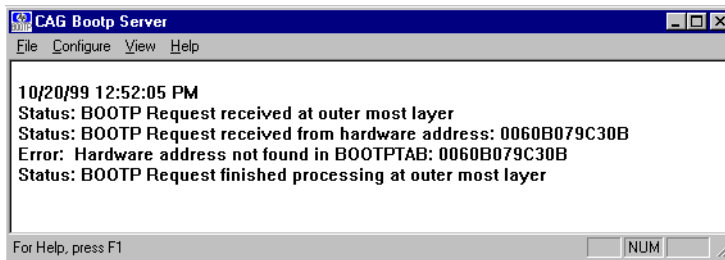 CAG Bootp Server
File Configure View Help
10/20/99 12:52:05 PM
Status: BOOTP Request received at outer most layer
Status: BOOTP Request received from hardware address: 0060B079C30B
Error: Hardware address not found in BOOTPTAB: 0060B079C30B
Status: BOOTP Request finished processing at outer most layer
For Help, press F1
NUM